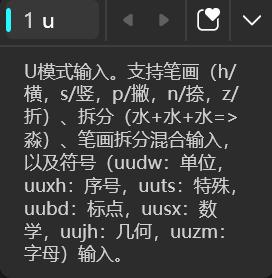 1 u
U模式输入。支持笔画（h/
横，s/竖，p/撇，n/捺，z/
折）、拆分（水+水+水=>
淼）、笔画拆分混合输入，
以及符号（uudw：单位，
uuxh：序号，uuts：特殊，
uubd：标点，uusx：数
学，uujh：几何，uuzm：
字母）输入。